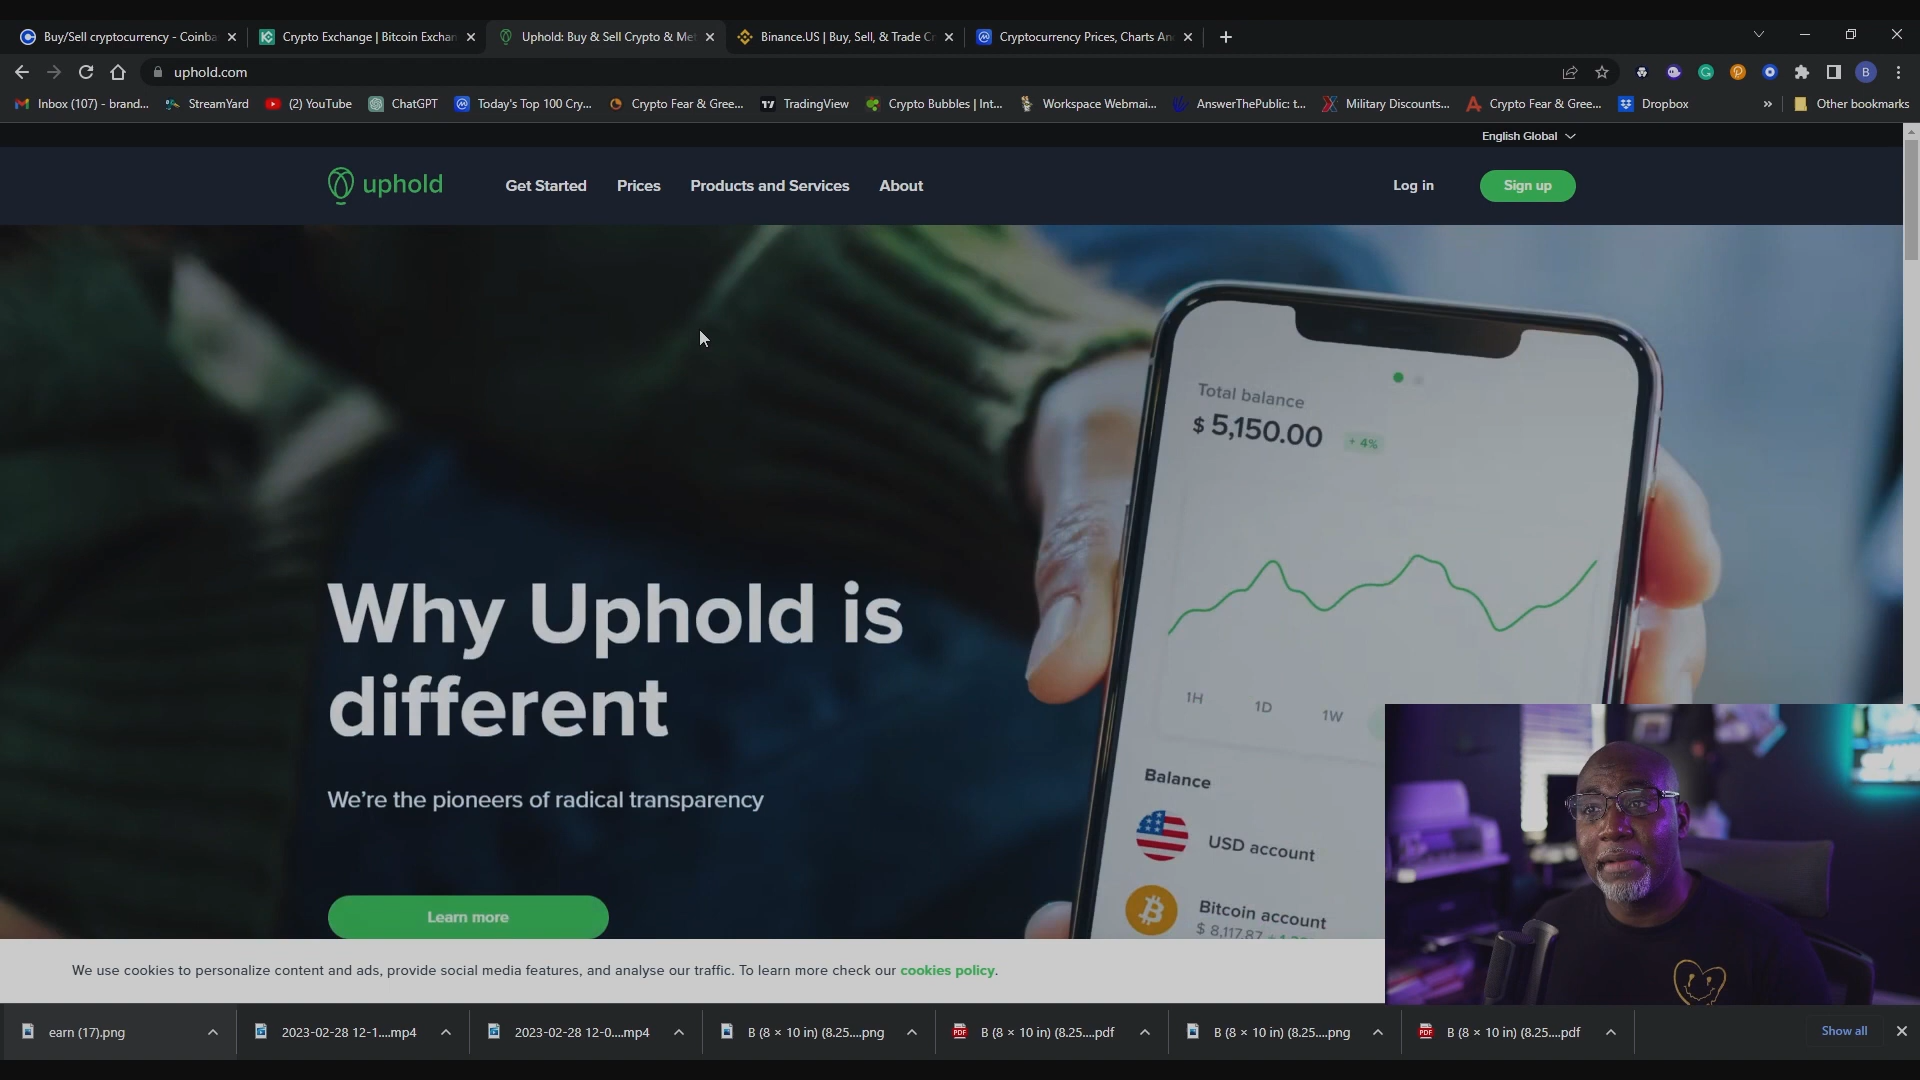 Buy/Sell cryptocurrency - Coinba
Crypto Exchange | Bitcoin Exchan
Uphold: Buy & Sell Crypto & Met
Binance.US | Buy, Sell, & Trade Cr
Cryptocurrency Prices, Charts An
uphold.com
B
Inbox (107) - brand...
StreamYard
(2) YouTube
ChatGPT
Today's Top 100 Cry...
Crypto Fear & Gree...
TradingView
Crypto Bubbles | Int...
Workspace Webmai...
AnswerThePublic: t...
Military Discounts...
Crypto Fear & Gree...
Dropbox
»
Other bookmarks
English Global
uphold
Get Started
Prices
Products and Services
About
Log in
Sign up
Total balance
$ 5,150.00
+ 4%
1H
1D
1W
Why Uphold is
different
We're the pioneers of radical transparency
Learn more
Balance
USD account
Bitcoin account
$ 8,117.87
We use cookies to personalize content and ads, provide social media features, and analyse our traffic. To learn more check our cookies policy.
earn (17).png
2023-02-28 12-1....mp4
2023-02-28 12-0....mp4
B (8 × 10 in) (8.25....png
B (8 × 10 in) (8.25....pdf
B (8 × 10 in) (8.25....png
B (8 × 10 in) (8.25....pdf
Show all